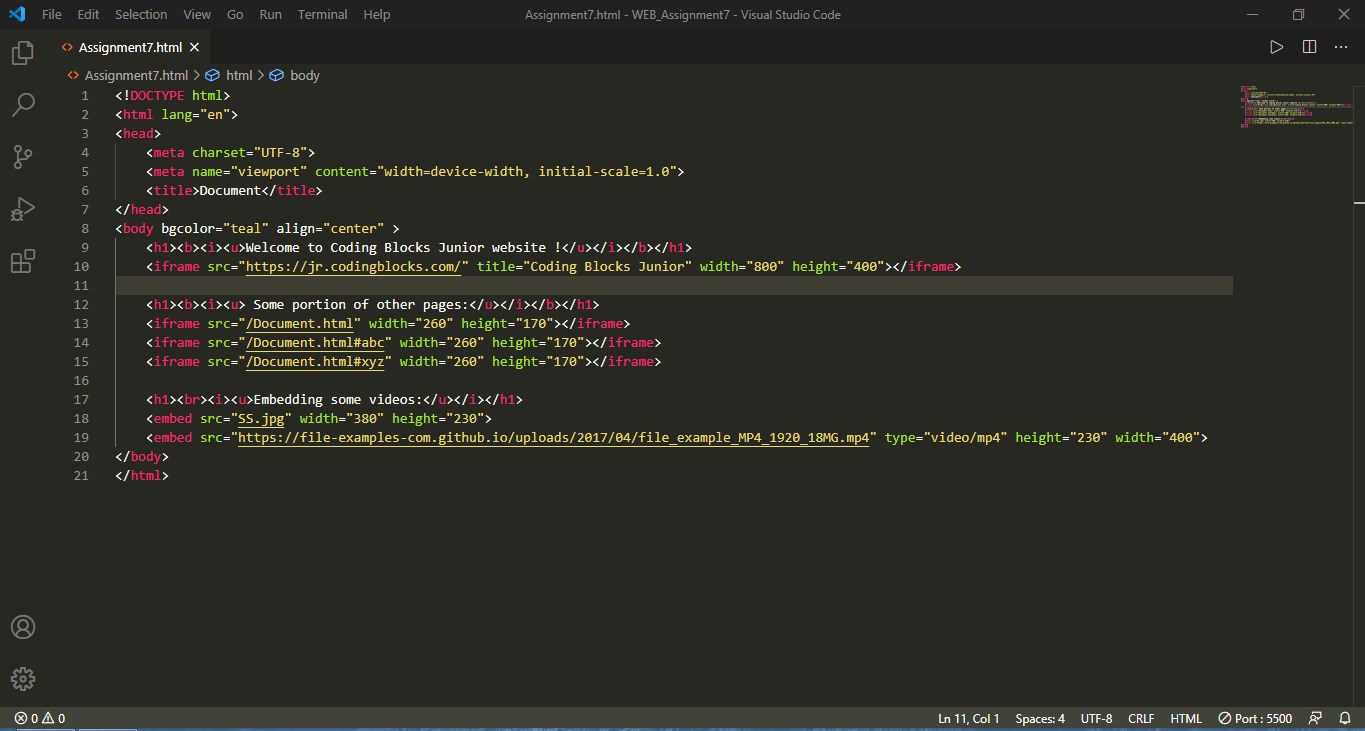 File Edit Selection View Go Run Terminal Help Assignment7.html - WEB_Assignment7 - Visual Studio Code
Assignment7.html
Assignment7.html > html > body
1 <!DOCTYPE html>
2 <html lang="en">
3 <head>
4     <meta charset="UTF-8">
5     <meta name="viewport" content="width=device-width, initial-scale=1.0">
6     <title>Document</title>
7 </head>
8 <body bgcolor="teal" align="center" >
9     <h1><b><i><u>Welcome to Coding Blocks Junior website !</u></i></b></h1>
10     <iframe src="https://jr.codingblocks.com/" title="Coding Blocks Junior" width="800" height="400"></iframe>
11
12     <h1><b><i><u> Some portion of other pages:</u></i></b></h1>
13     <iframe src="/Document.html" width="260" height="170"></iframe>
14     <iframe src="/Document.html#abc" width="260" height="170"></iframe>
15     <iframe src="/Document.html#xyz" width="260" height="170"></iframe>
16
17     <h1><br><i><u>Embedding some videos:</u></i></h1>
18     <embed src="SS.jpg" width="380" height="230">
19     <embed src="https://file-examples-com.github.io/uploads/2017/04/file_example_MP4_1920_18MG.mp4" type="video/mp4" height="230" width="400">
20 </body>
21 </html>
0 0 Ln 11, Col 1 Spaces: 4 UTF-8 CRLF HTML Port : 5500